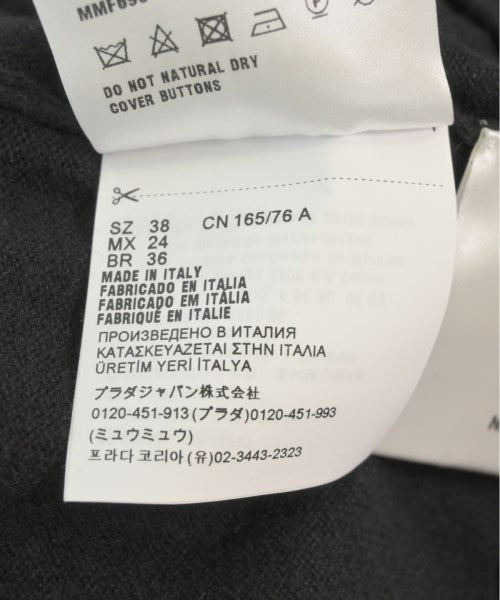 DO NOT NATURAL DRY
COVER BUTTONS
SZ 38 CN 165/76 A
MX 24
BR 36
MADE IN ITALY
FABRICADO EN ITALIA
FABRICADO EM ITÁLIA
FABRIQUÉ EN ITALIE
ПРОИЗВЕДЕНО В ИТАЛИЯ
ΚΑΤΑΣΚΕΥΑΖΕΤΑΙ ΣΤΗΝ ΙΤΑΛΙΑ
ÜRETİM YERİ İTALYA
プラダジャパン株式会社
0120-451-913 (プラダ)0120-451-993
(ミュウミュウ)
프라다 코리아 (유)02-3443-2323